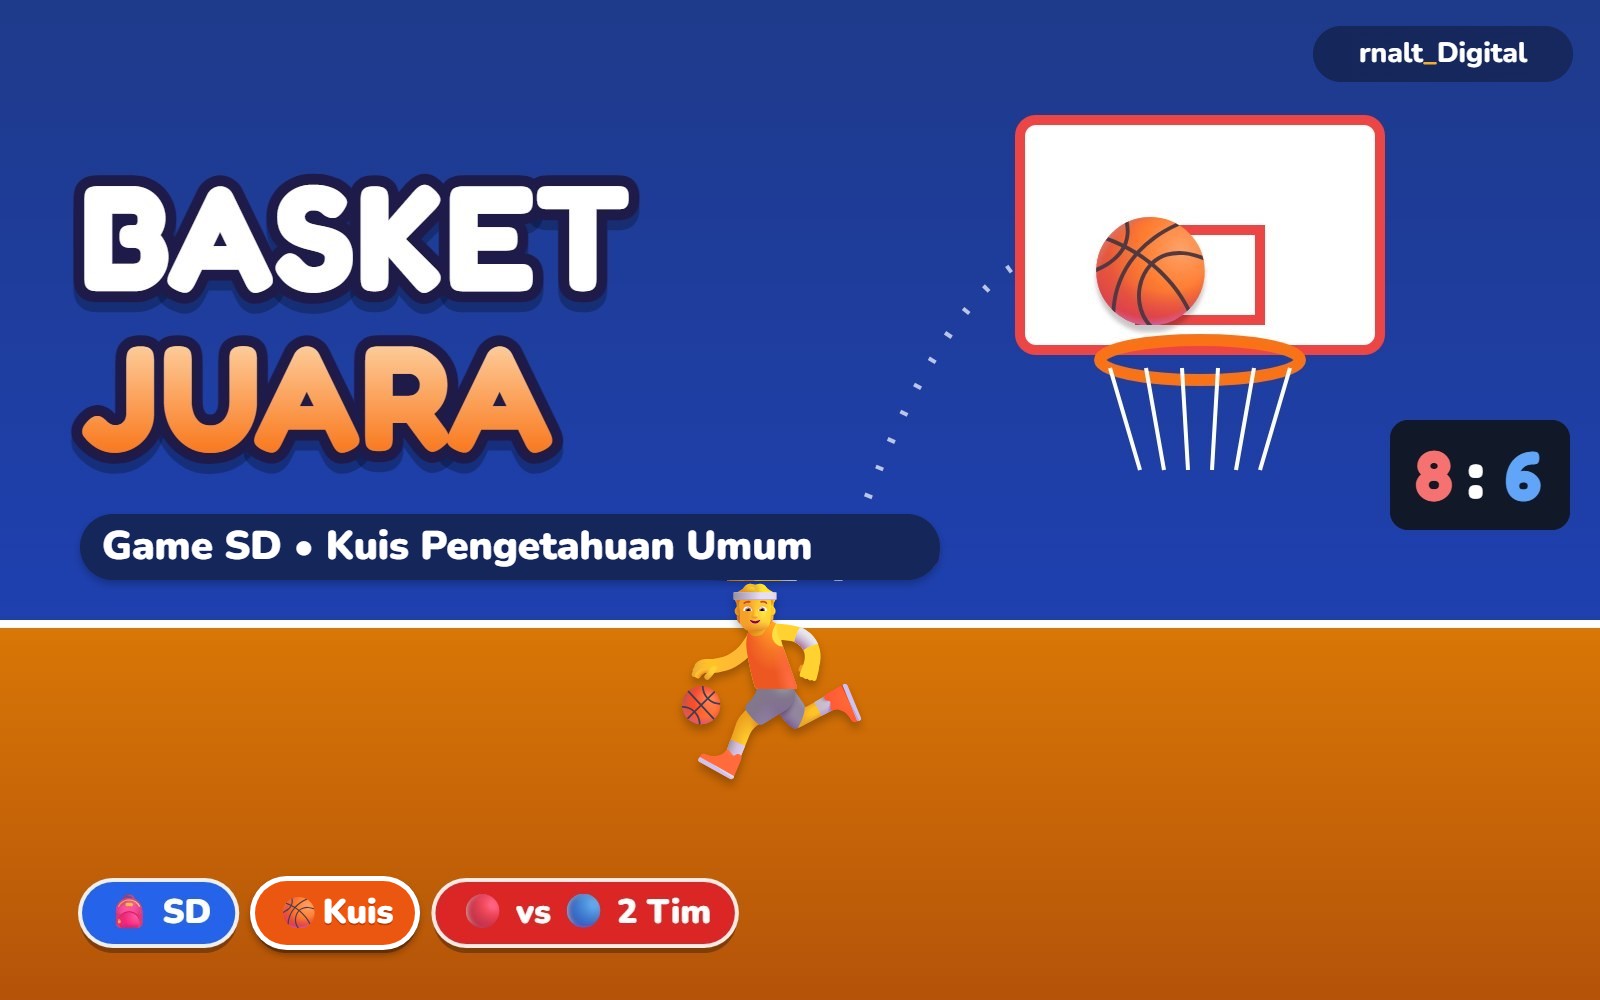 rnalt_Digital
BASKET
JUARA
8:6
Game SD • Kuis Pengetahuan Umum
SD
Kuis
vs 2 Tim